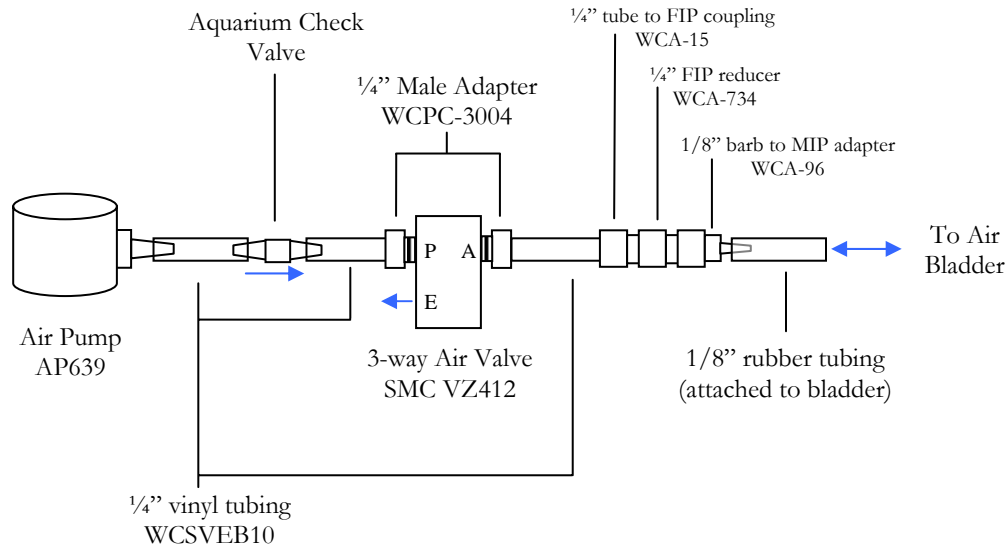 Aquarium Check
Valve
¼” tube to FIP coupling
WCA-15
¼” Male Adapter
WCPC-3004
¼” FIP reducer
WCA-734
1/8” barb to MIP adapter
WCA-96
P
A
E
To Air
Bladder
Air Pump
AP639
3-way Air Valve
SMC VZ412
1/8” rubber tubing
(attached to bladder)
¼” vinyl tubing
WCSVEB10